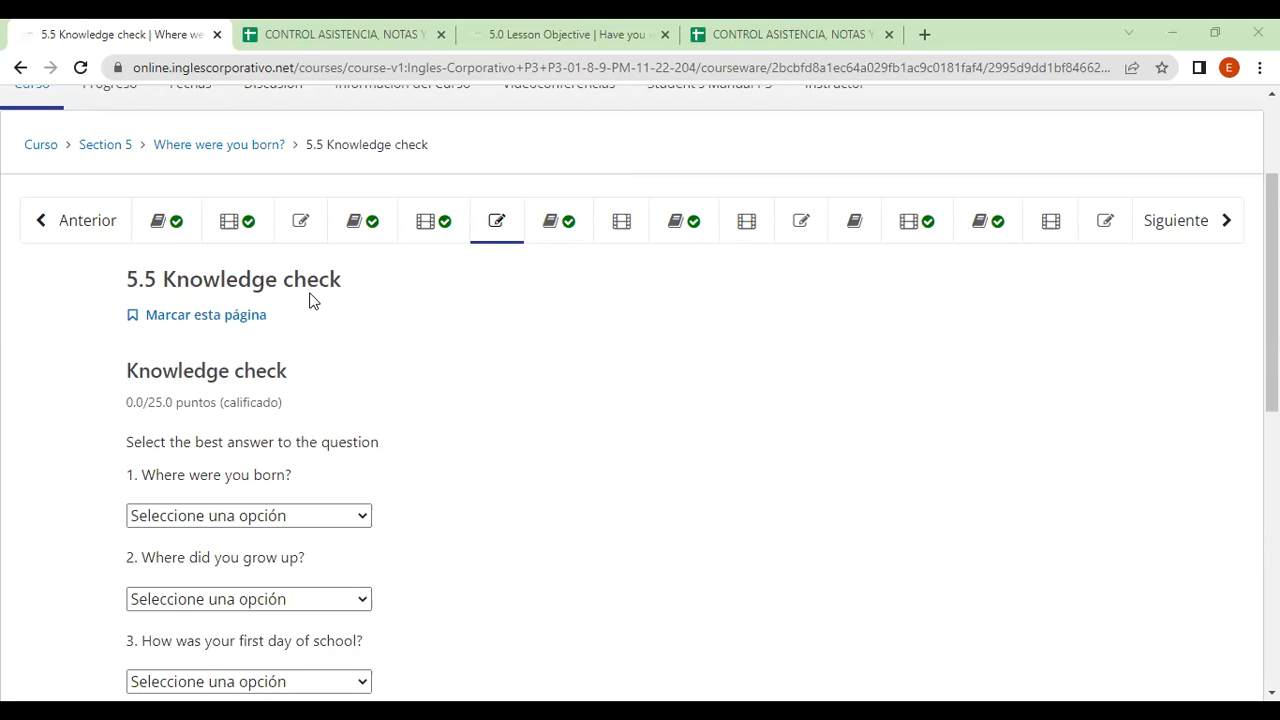 5.5 Knowledge check | Where we
CONTROL ASISTENCIA, NOTAS Y
5.0 Lesson Objective | Have you
CONTROL ASISTENCIA, NOTAS Y
online.inglescorporativo.net/courses/course-v1:Ingles-Corporativo+P3+P3-01-8-9-PM-11-22-204/courseware/2bcbfd8a1ec64a029fb1ac9c0181faf4/2995d9dd1bf84662...
E
Curso Progreso Fechas Discusión Información del Curso Videoconferencias Student's Manual P3 Instructor
Curso > Section 5 > Where were you born? > 5.5 Knowledge check
Anterior
Siguiente
5.5 Knowledge check
Marcar esta página
Knowledge check
0.0/25.0 puntos (calificado)
Select the best answer to the question
1. Where were you born?
Seleccione una opción
2. Where did you grow up?
Seleccione una opción
3. How was your first day of school?
Seleccione una opción